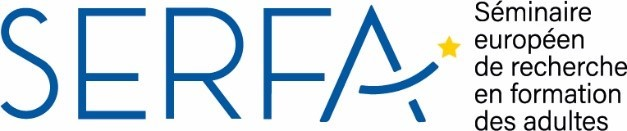 SERFA
Séminaire
européen
de recherche
en formation
des adultes